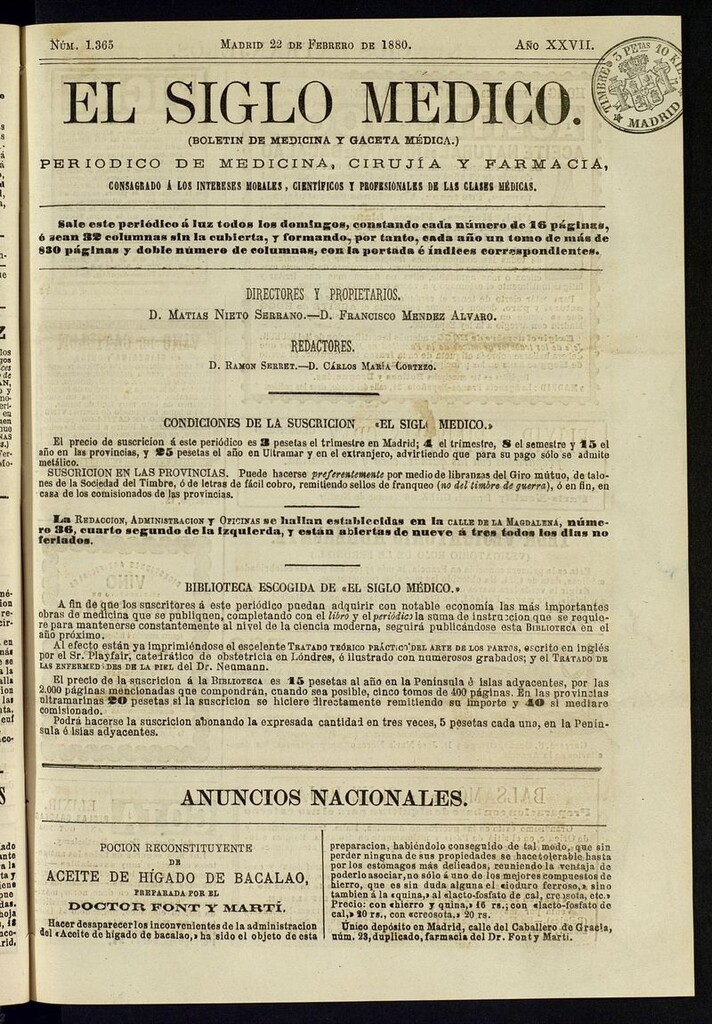 Núm. 1.365
Madrid 22 de Febrero de 1880.
Año XXVII.
TIMBRE 3 PETAS 10 KIL
MADRID
EL SIGLO MEDICO.
(BOLETIN DE MEDICINA Y GACETA MÉDICA.)
PERIODICO DE MEDICINA, CIRUJÍA Y FARMACIA,
CONSAGRADO Á LOS INTERESES MORALES, CIENTÍFICOS Y PROFESIONALES DE LAS CLASES MÉDICAS.
Sale este periódico á luz todos los domingos, constando cada número de 16 páginas,
ó sean 32 columnas sin la cubierta, y formando, por tanto, cada año un tomo de más de
830 páginas y doble número de columnas, con la portada é índices correspondientes.
DIRECTORES Y PROPIETARIOS.
D. Matias Nieto Serrano.—D. Francisco Mendez Alvaro.
REDACTORES.
D. Ramon Serret.—D. Cárlos María Cortezo.
CONDICIONES DE LA SUSCRICION «EL SIGL MEDICO.»
El precio de suscricion á este periódico es 3 pesetas el trimestre en Madrid; 4 el trimestre, 8 el semestre y 15 el
año en las provincias, y 25 pesetas el año en Ultramar y en el extranjero, advirtiendo que para su pago sólo se admite
metálico.
SUSCRICION EN LAS PROVINCIAS. Puede hacerse preferentemente por medio de libranzas del Giro mútuo, de talo-
nes de la Sociedad del Timbre, ó de letras de fácil cobro, remitiendo sellos de franqueo (no del timbre de guerra), ó en fin, en
casa de los comisionados de las provincias.
La Redaccion, Administracion y Oficinas se hallan establecidas en la calle de la Magdalena, núme-
ro 36, cuarto segundo de la izquierda, y están abiertas de nueve á tres todos los dias no
feriados.
BIBLIOTECA ESCOGIDA DE «EL SIGLO MÉDICO.»
A fin de que los suscritores á este periódico puedan adquirir con notable economía las más importantes
obras de medicina que se publiquen, completando con el libro y el periódico la suma de instruccion que se requie-
re para mantenerse constantemente al nivel de la ciencia moderna, seguirá publicándose esta Biblioteca en el
año próximo.
Al efecto están ya imprimiéndose el escelente Tratado teórico práctico del arte de los partos, escrito en inglés
por el Sr. Playfair, catedrático de obstetricia en Lóndres, é ilustrado con numerosos grabados; y el Tratado de
las enfermedades de la piel del Dr. Neumann.
El precio de la suscricion á la Biblioteca es 15 pesetas al año en la Península é islas adyacentes, por las
2.000 páginas mencionadas que compondrán, cuando sea posible, cinco tomos de 400 páginas. En las provincias
ultramarinas 20 pesetas si la suscricion se hiciere directamente remitiendo su importe y 40 si mediare
comisionado.
Podrá hacerse la suscricion abonando la expresada cantidad en tres veces, 5 pesetas cada una, en la Penín-
sula é islas adyacentes.
ANUNCIOS NACIONALES.
POCION RECONSTITUYENTE
DE
ACEITE DE HÍGADO DE BACALAO,
PREPARADA POR EL
DOCTOR FONT Y MARTÍ.
Hacer desaparecer los inconvenientes de la administracion
del «Aceite de hígado de bacalao,» ha sido el objeto de esta
preparacion, habiéndolo conseguido de tal modo, que sin
perder ninguna de sus propiedades se hace tolerable hasta
por los estómagos más delicados, reuniendo la ventaja de
poderlo asociar, no sólo á uno de los mejores compuestos de
hierro, que es sin duda alguna el «ioduro ferroso,» sino
tambien á la «quina,» al «lacto-fosfato de cal, creosota, etc.»
Precio: con «hierro y quina,» 16 rs.; con «lacto-fosfato de
cal,» 20 rs., con «creosota,» 20 rs.
Único depósito en Madrid, calle del Caballero de Gracia,
núm. 23, duplicado, farmacia del Dr. Font y Martí.